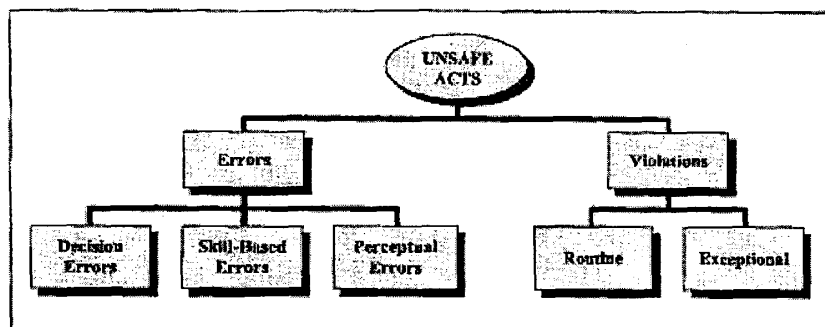 UNSAFE
ACTS
Errors
Violations
Decision
Errors
Skill-Based
Errors
Perceptual
Errors
Routine
Exceptional